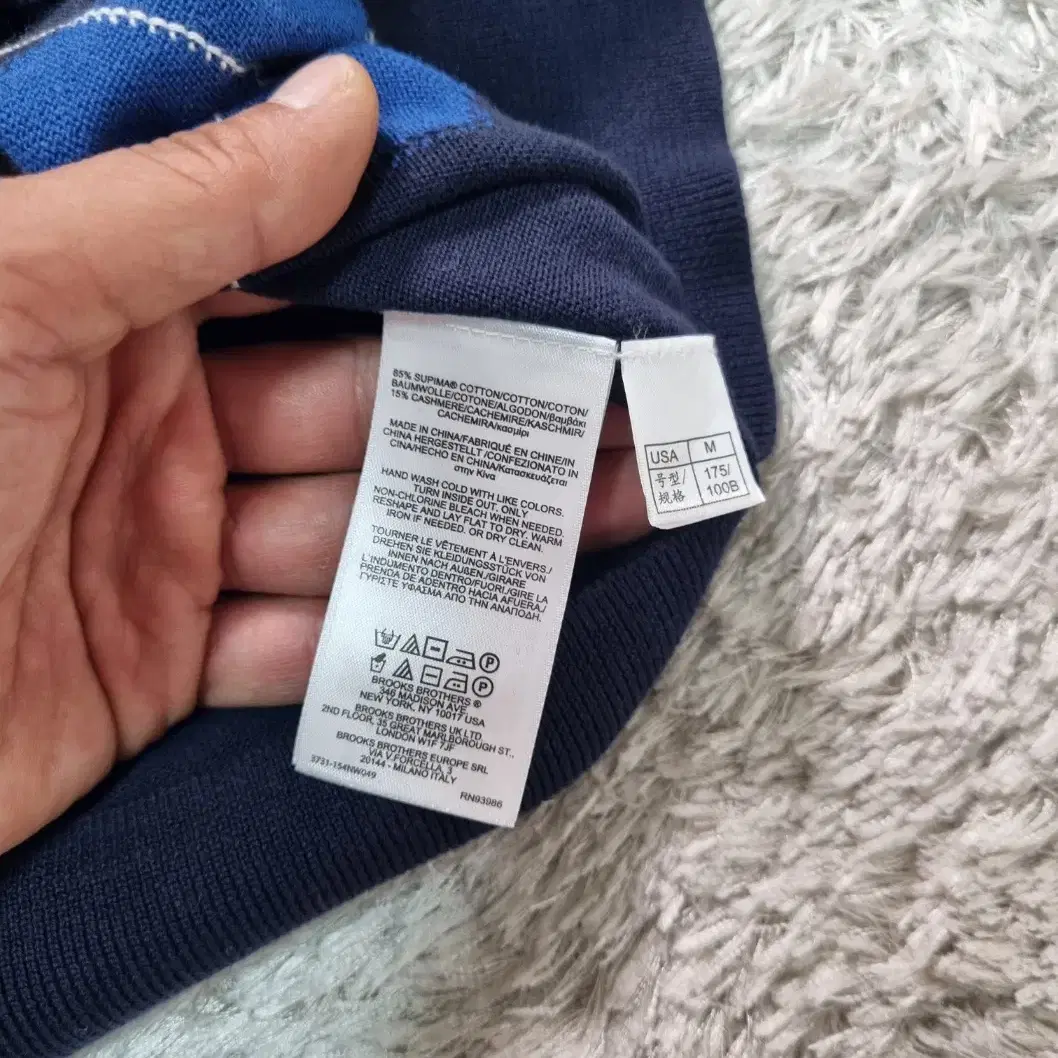 85% SUPIMA® COTTON/COTTON/COTON/
BAUMWOLLE/COTONE/ALGODON/βαμβάκι
15% CASHMERE/CACHEMIRE/KASCHMIR/
CACHEMIRA/κασμίρι
MADE IN CHINA/FABRIQUÉ EN CHINE/IN
CHINA HERGESTELLT /CONFEZIONATO IN
CINA/HECHO EN CHINA/Κατασκευάζεται
στην Κίνα
HAND WASH COLD WITH LIKE COLORS.
TURN INSIDE OUT. ONLY
NON-CHLORINE BLEACH WHEN NEEDED.
RESHAPE AND LAY FLAT TO DRY. WARM
IRON IF NEEDED. OR DRY CLEAN.
TOURNER LE VÊTEMENT À L'ENVERS./
DREHEN SIE KLEIDUNGSSTÜCK VON
INNEN NACH AUßEN./GIRARE
L'INDUMENTO DENTRO/FUORI./GIRE LA
PRENDA DE ADENTRO HACIA AFUERA./
ΓΥΡΙΣΤΕ ΥΦΑΣΜΑ ΑΠΟ ΤΗΝ ΑΝΑΠΟΔΗ.
P
P
BROOKS BROTHERS ®
346 MADISON AVE.
NEW YORK, NY 10017 USA
BROOKS BROTHERS UK LTD
2ND FLOOR, 35 GREAT MARLBOROUGH ST.,
LONDON W1F 7JF
BROOKS BROTHERS EUROPE SRL
VIA V.FORCELLA, 3
20144 - MILANO ITALY
3731-154NW049
RN93986
USA M
号型/ 175/
规格 100B